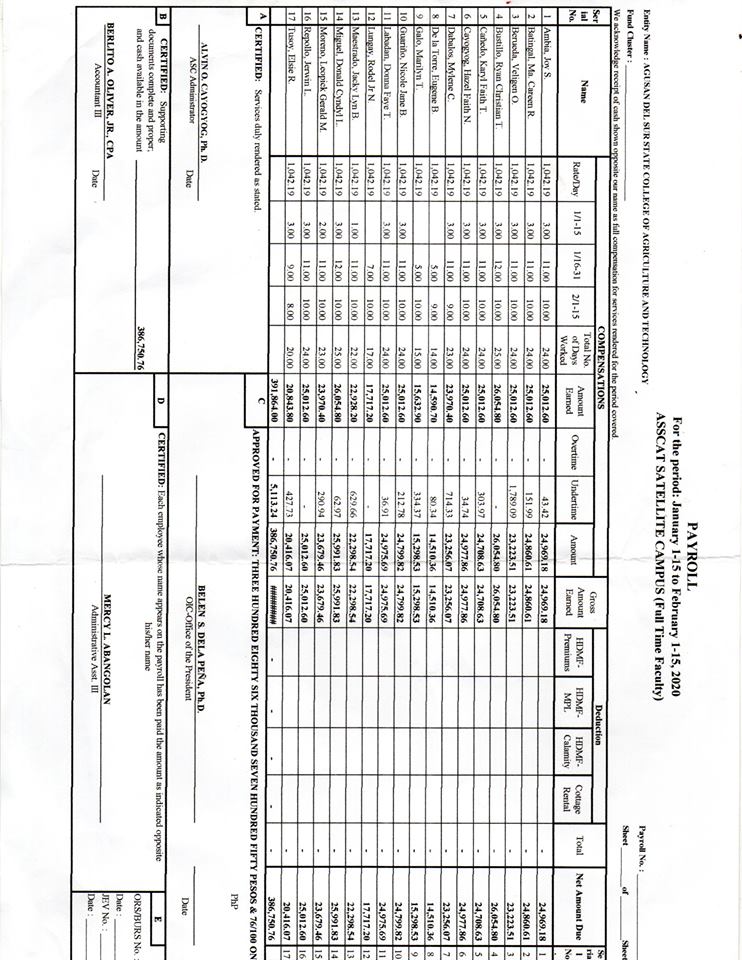 PAYROLL
For the period: January 1-15 to February 1-15, 2020
ASSCAT SATELLITE CAMPUS (Full Time Faculty)
Entity Name : AGUSAN DEL SUR STATE COLLEGE OF AGRICULTURE AND TECHNOLOGY
Payroll No. : ________
Fund Cluster : ________
Sheet ________ of ________ Sheet
We acknowledge receipt of cash shown opposite our name as full compensation for services rendered for the period covered.
COMPENSATIONS
Deduction
Serial No. Name Rate/Day 1/1-15 1/16-31 2/1-15 Total No. of Days Worked Amount Earned Overtime Undertime Amount Gross Amount Earned HDMF-Premiums HDMF-MPL HDMF-Calamity Cottage Rental Total Net Amount Due Serial No.
1 Ambia, Joy S. 1,042.19 3.00 11.00 10.00 24.00 25,012.60 - 43.42 24,969.18 24,969.18 - 24,969.18 1
2 Batingal, Ma. Careen R. 1,042.19 3.00 11.00 10.00 24.00 25,012.60 - 151.99 24,860.61 24,860.61 - 24,860.61 2
3 Berueda, Veligen O. 1,042.19 3.00 11.00 10.00 24.00 25,012.60 - 1,789.09 23,223.51 23,223.51 - 23,223.51 3
4 Bustillo, Ryan Christian T. 1,042.19 3.00 12.00 10.00 25.00 26,054.80 - - 26,054.80 26,054.80 - 26,054.80 4
5 Cañedo, Karyl Faith T. 1,042.19 3.00 11.00 10.00 24.00 25,012.60 - 303.97 24,708.63 24,708.63 - 24,708.63 5
6 Cayogyog, Hazel Faith N. 1,042.19 3.00 11.00 10.00 24.00 25,012.60 - 34.74 24,977.86 24,977.86 - 24,977.86 6
7 Dabalos, Mylene C. 1,042.19 3.00 11.00 9.00 23.00 23,970.40 - 714.33 23,256.07 23,256.07 - 23,256.07 7
8 De la Torre, Eugene B. 1,042.19 5.00 9.00 14.00 14,590.70 - 80.34 14,510.36 14,510.36 - 14,510.36 8
9 Galo, Marilyn T. 1,042.19 5.00 10.00 15.00 15,632.90 - 334.37 15,298.53 15,298.53 - 15,298.53 9
10 Guariño, Nicole Jane B. 1,042.19 3.00 11.00 10.00 24.00 25,012.60 - 212.78 24,799.82 24,799.82 - 24,799.82 10
11 Labadan, Donna Faye T. 1,042.19 3.00 11.00 10.00 24.00 25,012.60 - 36.91 24,975.69 24,975.69 - 24,975.69 11
12 Lungay, Rodel Jr N. 1,042.19 7.00 10.00 17.00 17,717.20 - - 17,717.20 17,717.20 - 17,717.20 12
13 Maestrado, Jacky Lyn B. 1,042.19 1.00 11.00 10.00 22.00 22,928.20 - 629.66 22,298.54 22,298.54 - 22,298.54 13
14 Miguel, Donald Cyndyl L. 1,042.19 3.00 12.00 10.00 25.00 26,054.80 - 62.97 25,991.83 25,991.83 - 25,991.83 14
15 Moreno, Leopick Gerald M. 1,042.19 2.00 11.00 10.00 23.00 23,970.40 - 290.94 23,679.46 23,679.46 - 23,679.46 15
16 Repollo, Jerwin L. 1,042.19 3.00 11.00 10.00 24.00 25,012.60 - - 25,012.60 25,012.60 - 25,012.60 16
17 Tusoy, Elsie R. 1,042.19 3.00 9.00 8.00 20.00 20,843.80 - 427.73 20,416.07 20,416.07 - 20,416.07 17
391,864.00 - 5,113.24 386,750.76 ######## - - - - - 386,750.76
A CERTIFIED: Services duly rendered as stated.
C APPROVED FOR PAYMENT: THREE HUNDRED EIGHTY SIX THOUSAND SEVEN HUNDRED FIFTY PESOS & 76/100 ON
PhP
ALVIN O. CAYOGYOG, Ph. D.
ASC Administrator Date
BELEN S. DELA PEÑA, Ph.D.
OIC-Office of the President Date
B CERTIFIED: Supporting
documents complete and proper;
and cash available in the amount 386,750.76
D CERTIFIED: Each employee whose name appears on the payroll has been paid the amount as indicated opposite
his/her name
E
ORS/BURS No. :
Date : ________
JEV No. : ________
Date : ________
BERLITO A. OLIVER, JR., CPA
Accountant III Date
MERCY L. ABANGOLAN
Administrative Asst. III